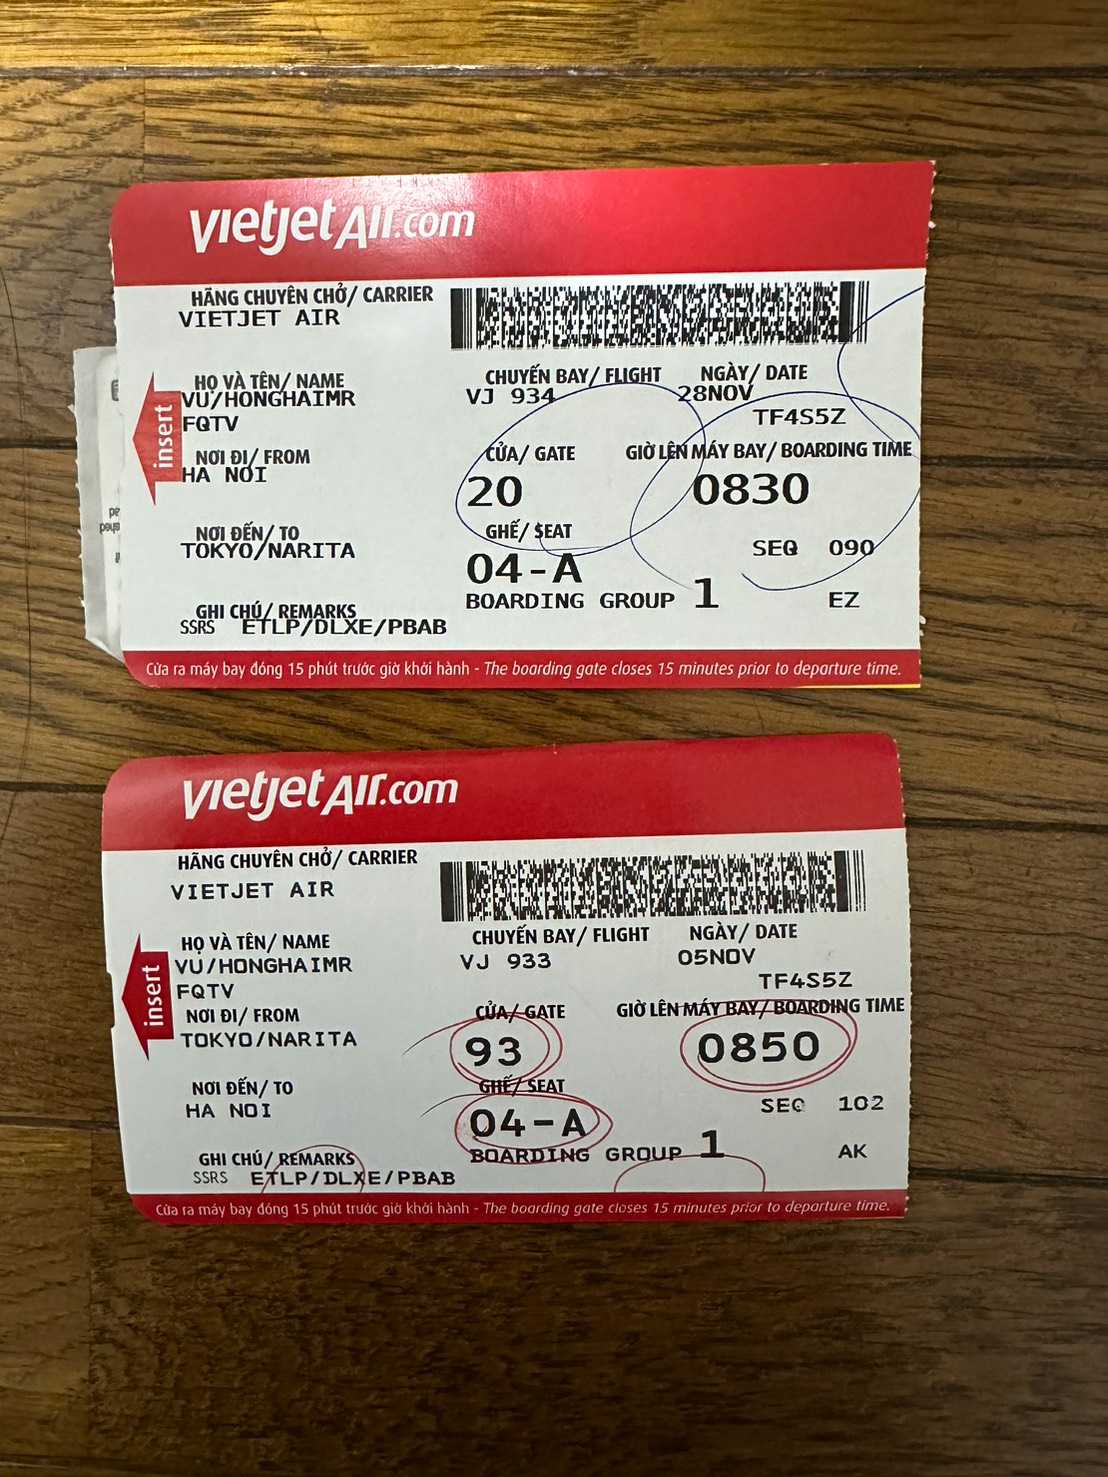 vietjetAir.com
HÃNG CHUYÊN CHỞ/ CARRIER
VIETJET AIR
HỌ VÀ TÊN/ NAME
VU/HONGHAIMR
FQTV
CHUYẾN BAY/ FLIGHT
VJ 934
NGÀY/ DATE
28NOV
TF4S5Z
insert
NƠI ĐI/ FROM
HA NOI
CỬA/ GATE
20
GIỜ LÊN MÁY BAY/ BOARDING TIME
0830
NƠI ĐẾN/ TO
TOKYO/NARITA
GHẾ/ SEAT
04-A
SEQ 090
BOARDING GROUP 1
EZ
GHI CHÚ/ REMARKS
SSRS ETLP/DLXE/PBAB
Cửa ra máy bay đóng 15 phút trước giờ khởi hành - The boarding gate closes 15 minutes prior to departure time.
vietjetAir.com
HÃNG CHUYÊN CHỞ/ CARRIER
VIETJET AIR
HỌ VÀ TÊN/ NAME
VU/HONGHAIMR
FQTV
CHUYẾN BAY/ FLIGHT
VJ 933
NGÀY/ DATE
05NOV
TF4S5Z
insert
NƠI ĐI/ FROM
TOKYO/NARITA
CỬA/ GATE
93
GIỜ LÊN MÁY BAY/ BOARDING TIME
0850
NƠI ĐẾN/ TO
HA NOI
GHẾ/ SEAT
04-A
SEQ 102
BOARDING GROUP 1
AK
GHI CHÚ/ REMARKS
SSRS ETLP/DLXE/PBAB
Cửa ra máy bay đóng 15 phút trước giờ khởi hành - The boarding gate closes 15 minutes prior to departure time.